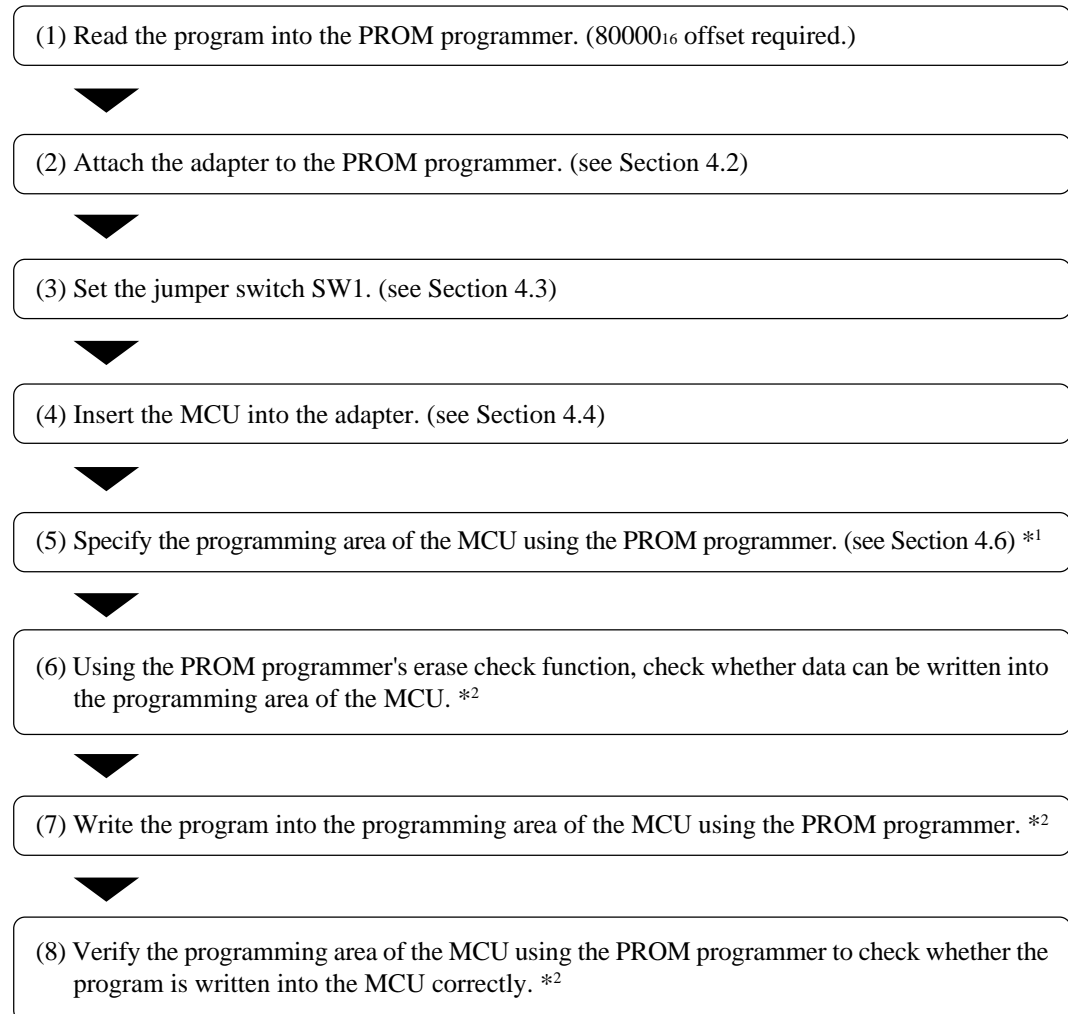 (1) Read the program into the PROM programmer. (80000₁₆ offset required.)
(2) Attach the adapter to the PROM programmer. (see Section 4.2)
(3) Set the jumper switch SW1. (see Section 4.3)
(4) Insert the MCU into the adapter. (see Section 4.4)
(5) Specify the programming area of the MCU using the PROM programmer. (see Section 4.6) *¹
(6) Using the PROM programmer's erase check function, check whether data can be written into
the programming area of the MCU. *²
(7) Write the program into the programming area of the MCU using the PROM programmer. *²
(8) Verify the programming area of the MCU using the PROM programmer to check whether the
program is written into the MCU correctly. *²